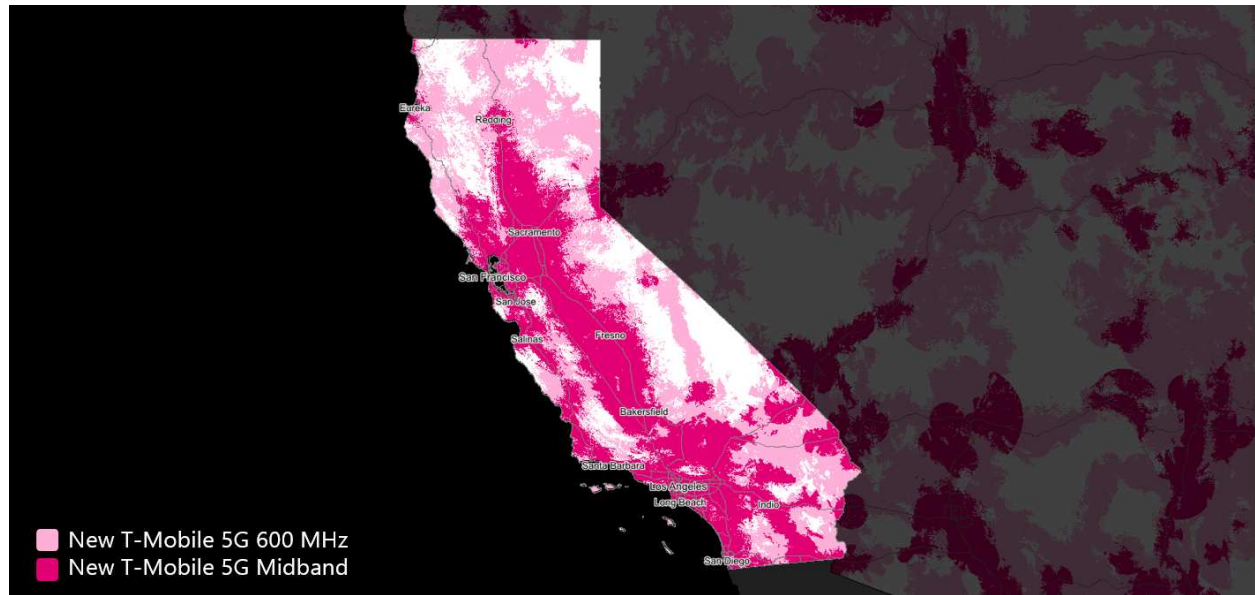 Eureka
Redding
Sacramento
San Francisco
San Jose
Salinas
Fresno
Bakersfield
Santa Barbara
Los Angeles
Long Beach
Indio
San Diego
New T-Mobile 5G 600 MHz
New T-Mobile 5G Midband